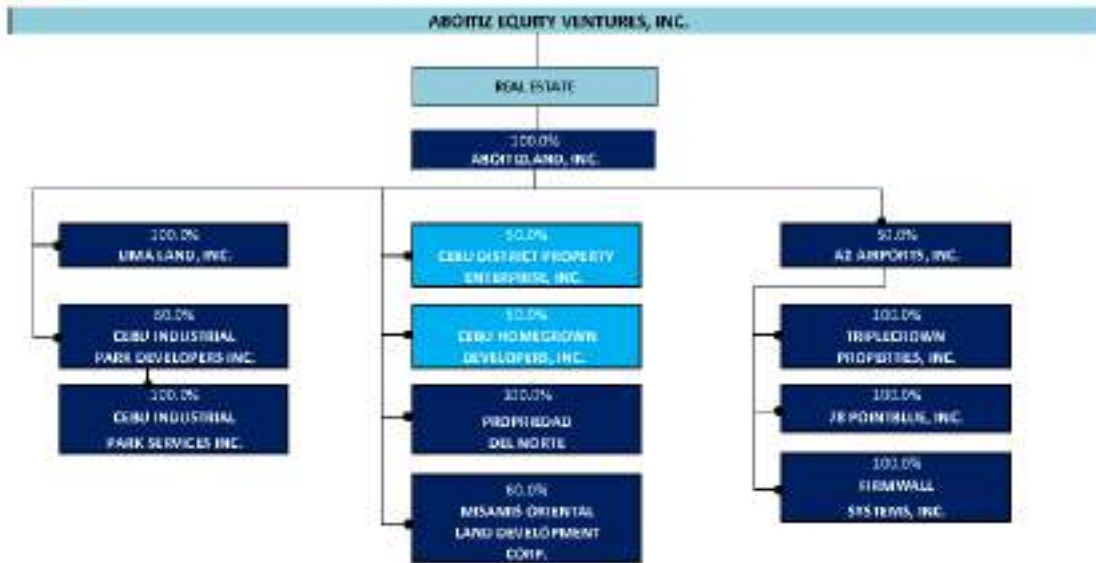 ABOITIZ EQUITY VENTURES, INC.
REAL ESTATE
100.0%
ABOITIZLAND, INC.
100.0%
LIMA LAND, INC.
60.0%
CEBU INDUSTRIAL
PARK DEVELOPERS INC.
100.0%
CEBU INDUSTRIAL
PARK SERVICES INC.
50.0%
CEBU DISTRICT PROPERTY
ENTERPRISE, INC.
50.0%
CEBU HOMEGROWN
DEVELOPERS, INC.
100.0%
PROPRIEDAD
DEL NORTE
60.0%
MISAMIS ORIENTAL
LAND DEVELOPMENT
CORP.
50.0%
A2 AIRPORTS, INC.
100.0%
TRIPLECROWN
PROPERTIES, INC.
100.0%
78 POINTBLUE, INC.
100.0%
FIRMWALL
SYSTEMS, INC.